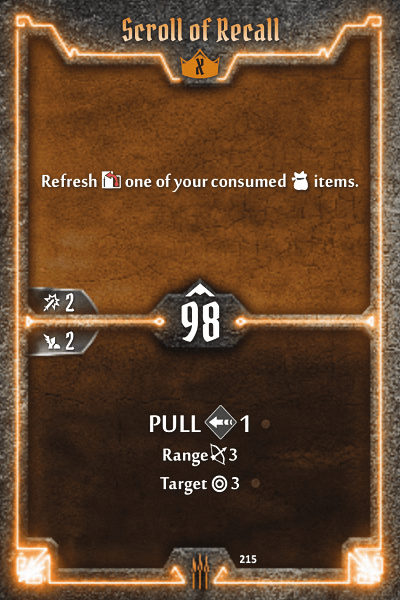 Scroll of Recall
X
Refresh one of your consumed items.
2
98
2
PULL 1
Range 3
Target 3
215